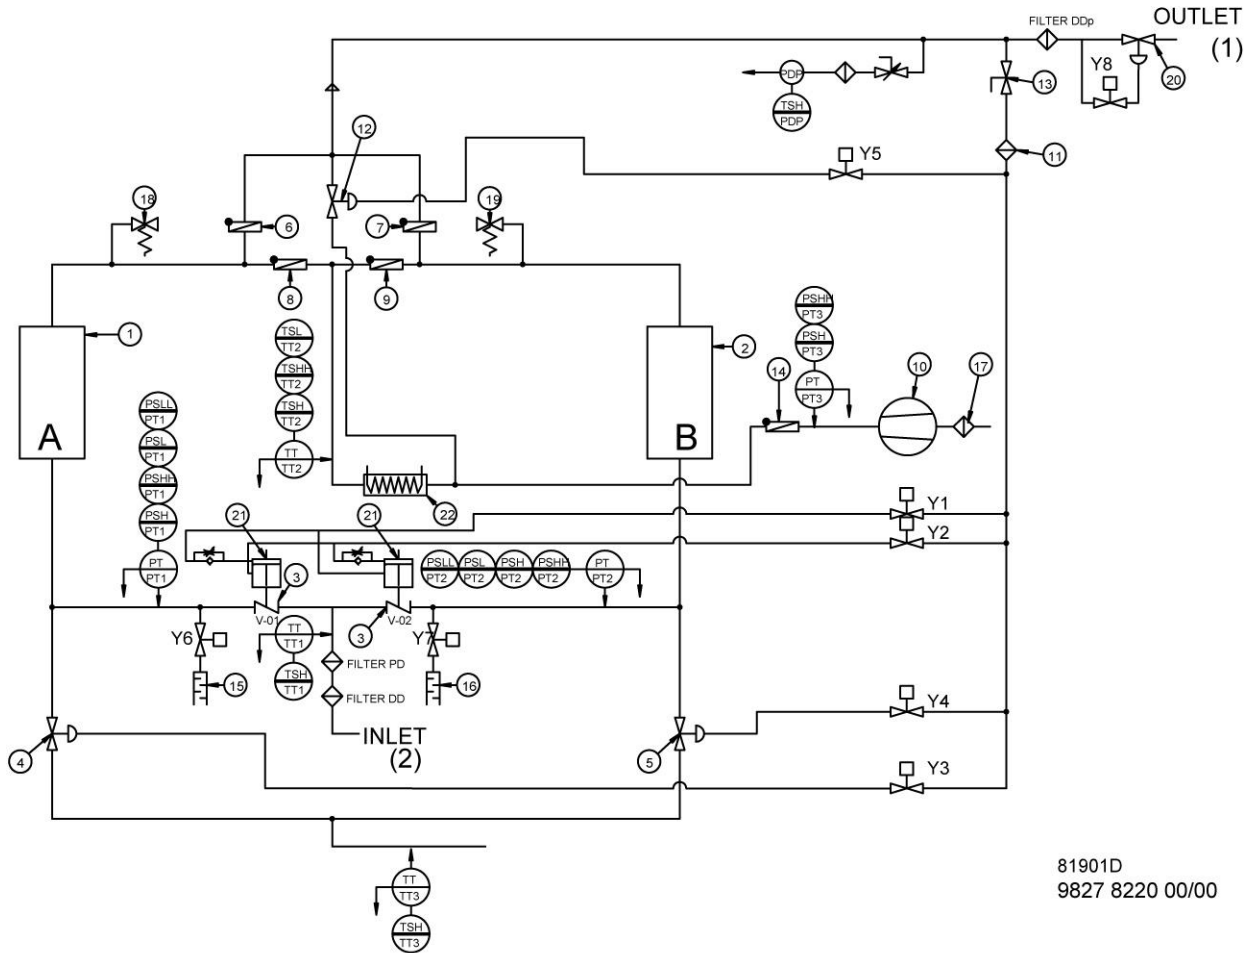 FILTER DDp
OUTLET
(1)
Y8
20
PDP
TSH
PDP
13
12
Y5
11
18
19
6
7
8
9
1
2
TSL
TT2
TSHH
TT2
TSH
TT2
TT
TT2
PSHH
PT3
PSH
PT3
PT
PT3
14
10
17
A
B
PSLL
PT1
PSL
PT1
PSHH
PT1
PSH
PT1
PT
PT1
22
21
21
Y1
Y2
PSLL
PT2
PSL
PT2
PSH
PT2
PSHH
PT2
PT
PT2
3
3
V-01
V-02
Y6
Y7
TT
TT1
TSH
TT1
FILTER PD
FILTER DD
15
16
INLET
(2)
4
5
Y4
Y3
TT
TT3
TSH
TT3
81901D
9827 8220 00/00